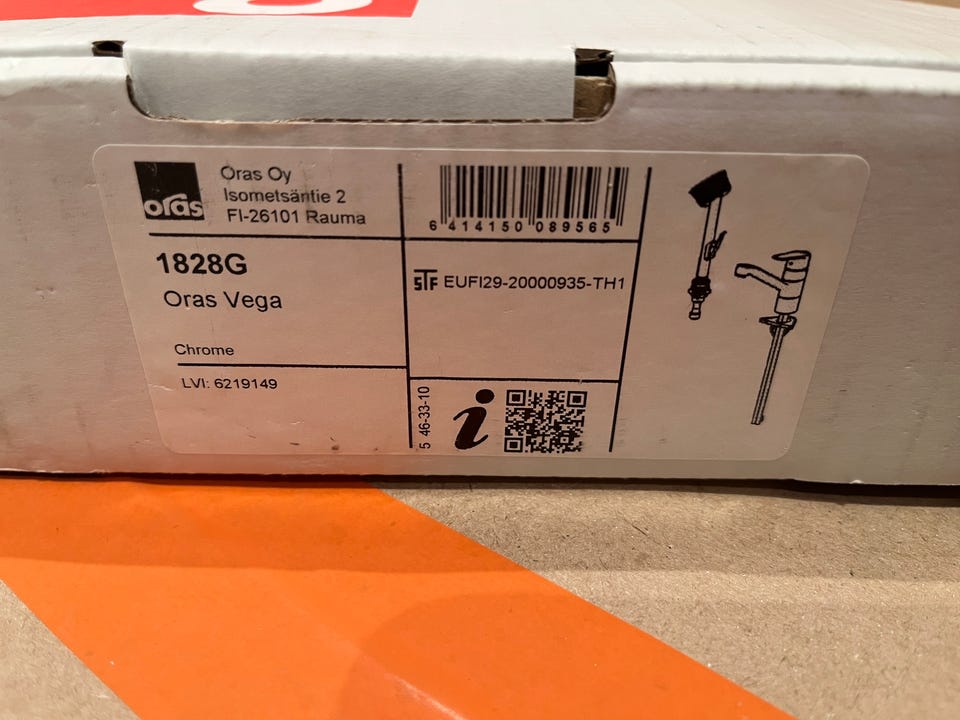 oras
Oras Oy
Isometsäntie 2
FI-26101 Rauma
6 414150 089565
1828G
Oras Vega
STF EUFI29-20000935-TH1
Chrome
LVI: 6219149
5 46-33-10
i